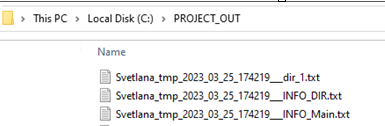 This PC > Local Disk (C:) > PROJECT_OUT
Name
Svetlana_tmp_2023_03_25_174219___dir_1.txt
Svetlana_tmp_2023_03_25_174219___INFO_DIR.txt
Svetlana_tmp_2023_03_25_174219___INFO_Main.txt